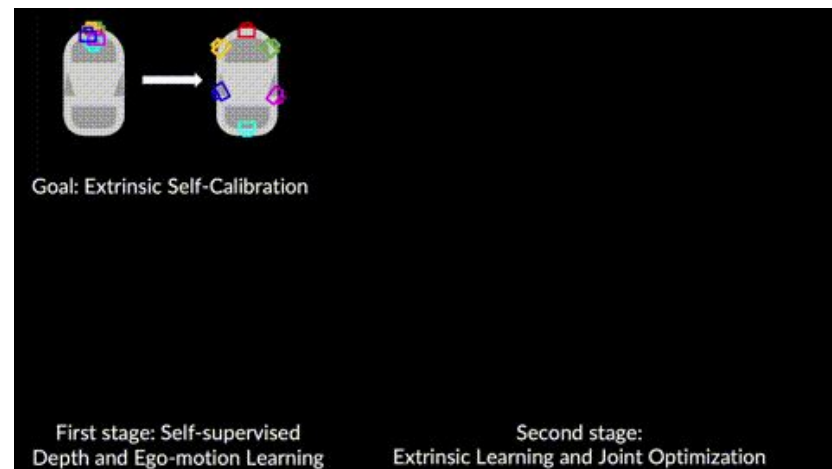 Goal: Extrinsic Self-Calibration
First stage: Self-supervised
Depth and Ego-motion Learning
Second stage:
Extrinsic Learning and Joint Optimization